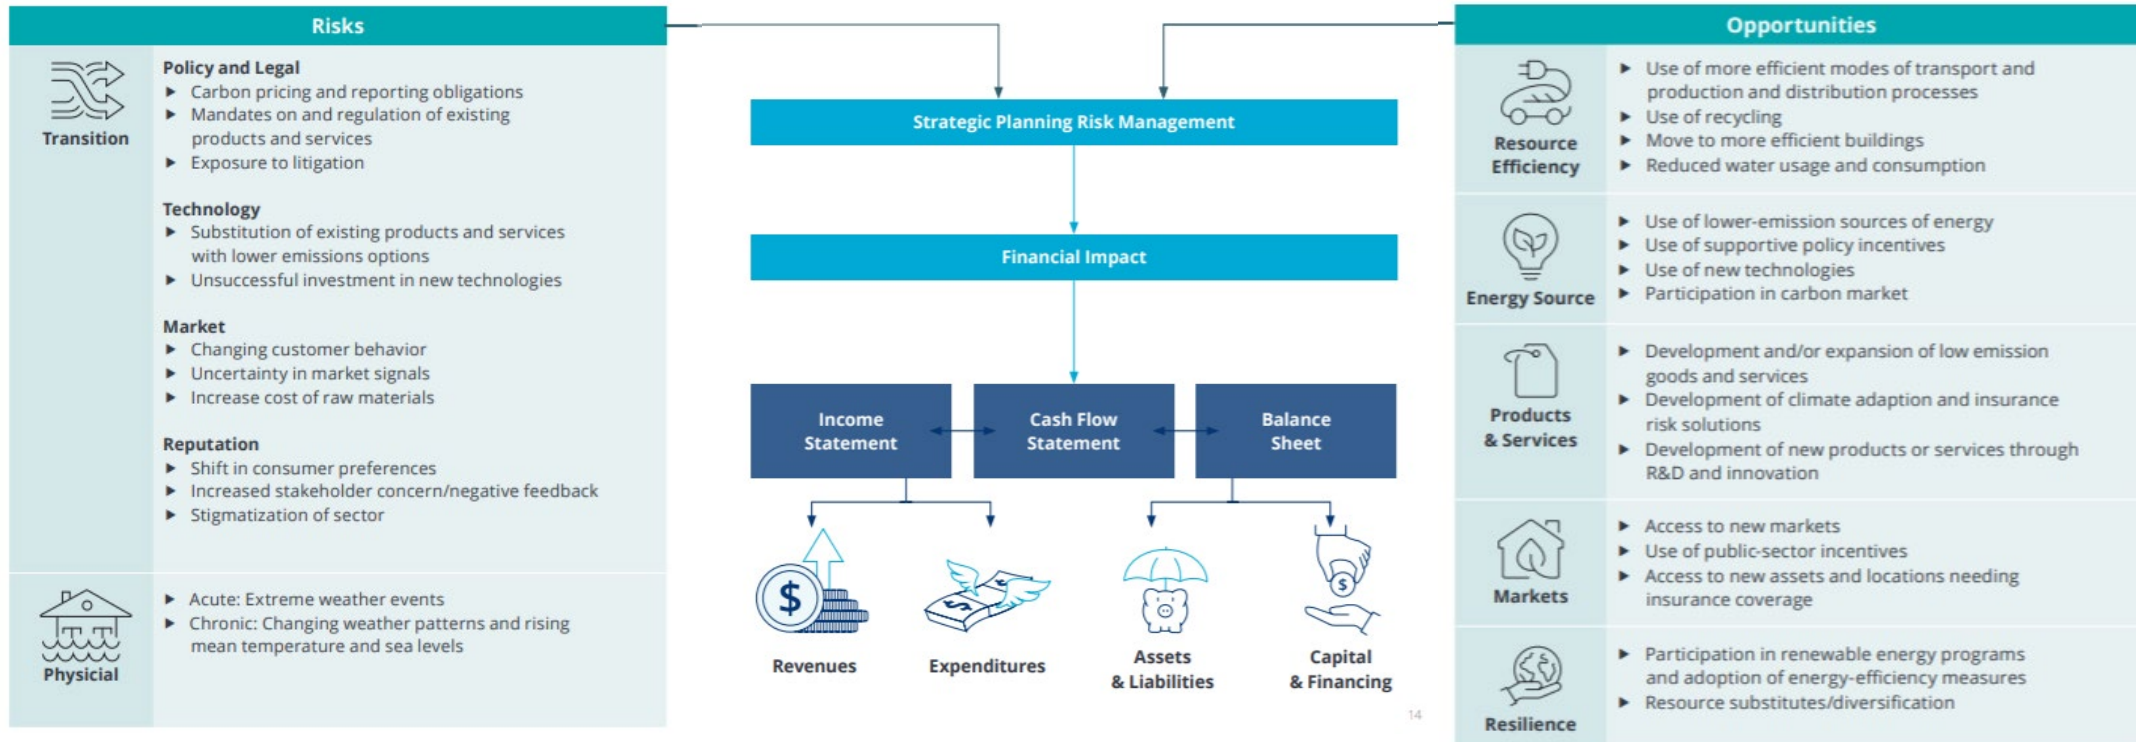 Risks
Transition
Policy and Legal
► Carbon pricing and reporting obligations
► Mandates on and regulation of existing
products and services
► Exposure to litigation
Technology
► Substitution of existing products and services
with lower emissions options
► Unsuccessful investment in new technologies
Market
► Changing customer behavior
► Uncertainty in market signals
► Increase cost of raw materials
Reputation
► Shift in consumer preferences
► Increased stakeholder concern/negative feedback
► Stigmatization of sector
Physicial
► Acute: Extreme weather events
► Chronic: Changing weather patterns and rising
mean temperature and sea levels
Strategic Planning Risk Management
Financial Impact
Income
Statement
Cash Flow
Statement
Balance
Sheet
$
$
$
Revenues
Expenditures
Assets
& Liabilities
Capital
& Financing
14
Opportunities
Resource
Efficiency
► Use of more efficient modes of transport and
production and distribution processes
► Use of recycling
► Move to more efficient buildings
► Reduced water usage and consumption
Energy Source
► Use of lower-emission sources of energy
► Use of supportive policy incentives
► Use of new technologies
► Participation in carbon market
Products
& Services
► Development and/or expansion of low emission
goods and services
► Development of climate adaption and insurance
risk solutions
► Development of new products or services through
R&D and innovation
Markets
► Access to new markets
► Use of public-sector incentives
► Access to new assets and locations needing
insurance coverage
Resilience
► Participation in renewable energy programs
and adoption of energy-efficiency measures
► Resource substitutes/diversification